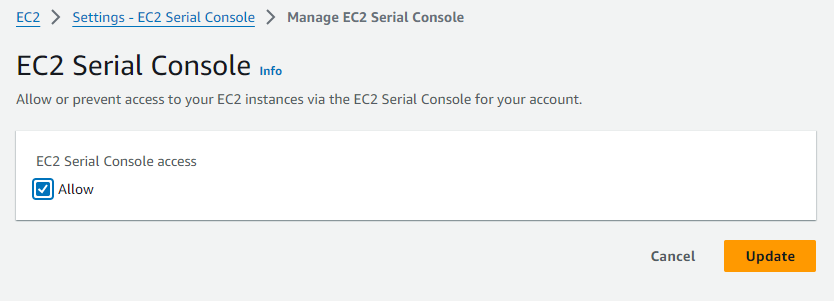 EC2 > Settings - EC2 Serial Console > Manage EC2 Serial Console
EC2 Serial Console Info
Allow or prevent access to your EC2 instances via the EC2 Serial Console for your account.
EC2 Serial Console access
Allow
Cancel Update